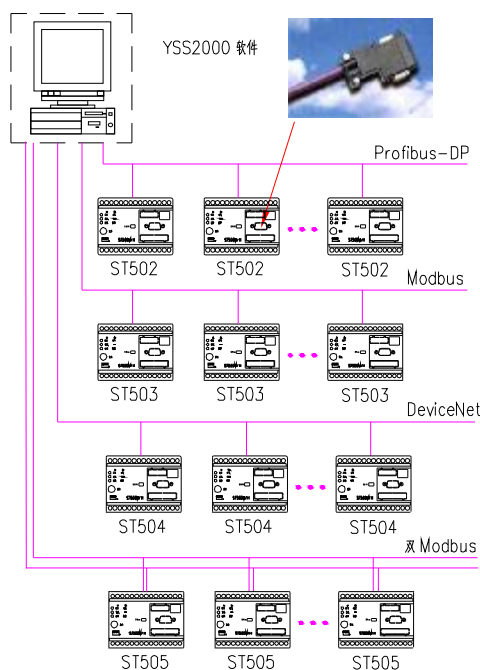 YSS2000 软件
Profibus-DP
ST502 ST502 ST502
Modbus
ST503 ST503 ST503
DeviceNet
ST504 ST504 ST504
双 Modbus
ST505 ST505 ST505